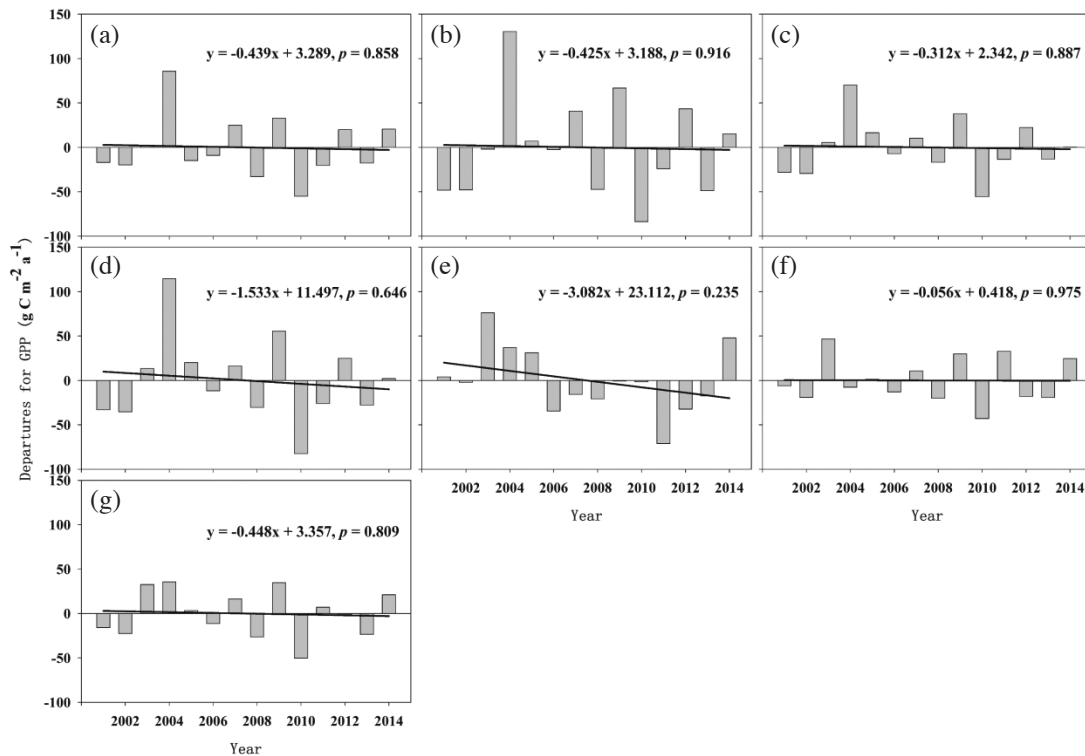 (a)
y = -0.439x + 3.289, p = 0.858
(b)
y = -0.425x + 3.188, p = 0.916
(c)
y = -0.312x + 2.342, p = 0.887
150
100
50
0
-50
-100
(d)
y = -1.533x + 11.497, p = 0.646
(e)
y = -3.082x + 23.112, p = 0.235
(f)
y = -0.056x + 0.418, p = 0.975
150
100
50
0
-50
-100
2002 2004 2006 2008 2010 2012 2014
Year
2002 2004 2006 2008 2010 2012 2014
Year
(g)
y = -0.448x + 3.357, p = 0.809
150
100
50
0
-50
-100
2002 2004 2006 2008 2010 2012 2014
Year
Departures for GPP (g C m⁻² a⁻¹)